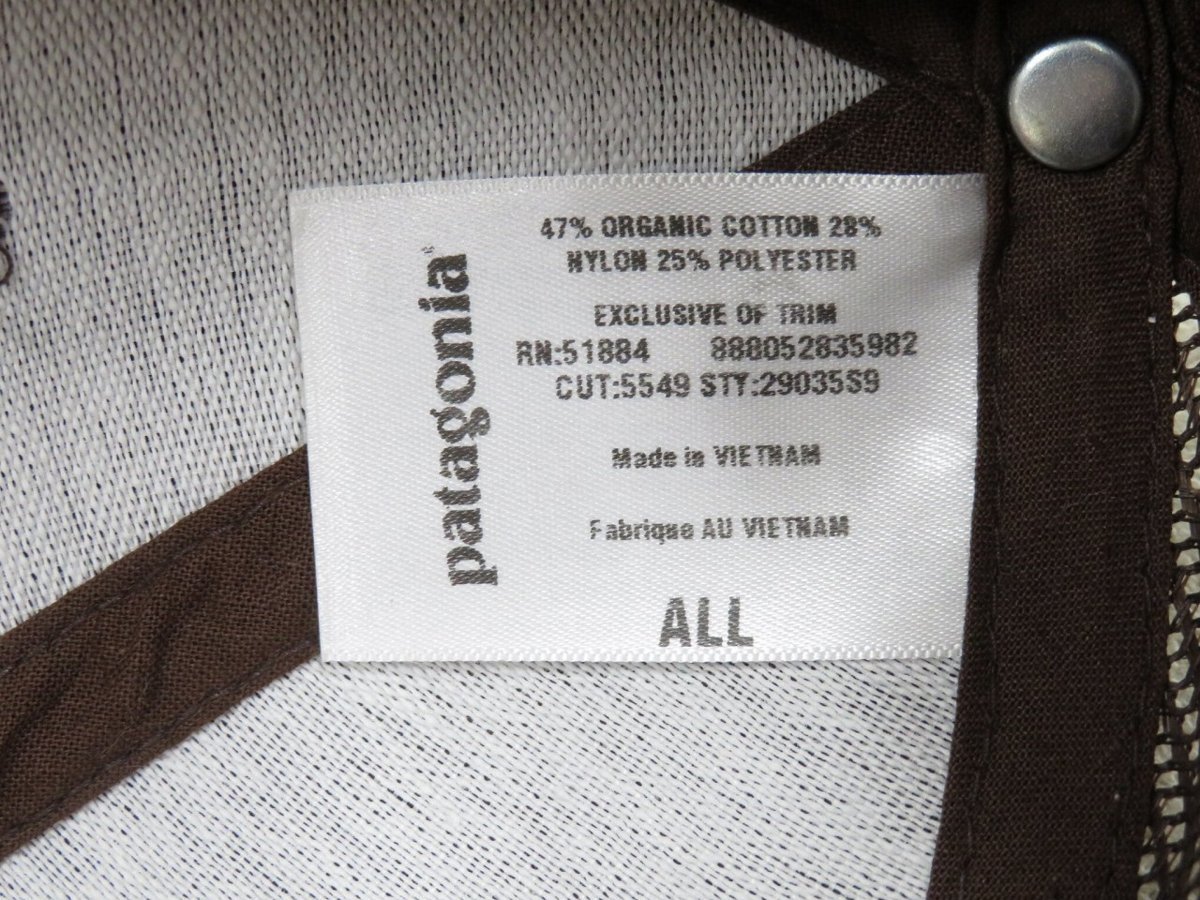 patagonia®
47% ORGANIC COTTON 28%
NYLON 25% POLYESTER
EXCLUSIVE OF TRIM
RN:51884 888052835982
CUT:5549 STY:29035S9
Made in VIETNAM
Fabrique AU VIETNAM
ALL